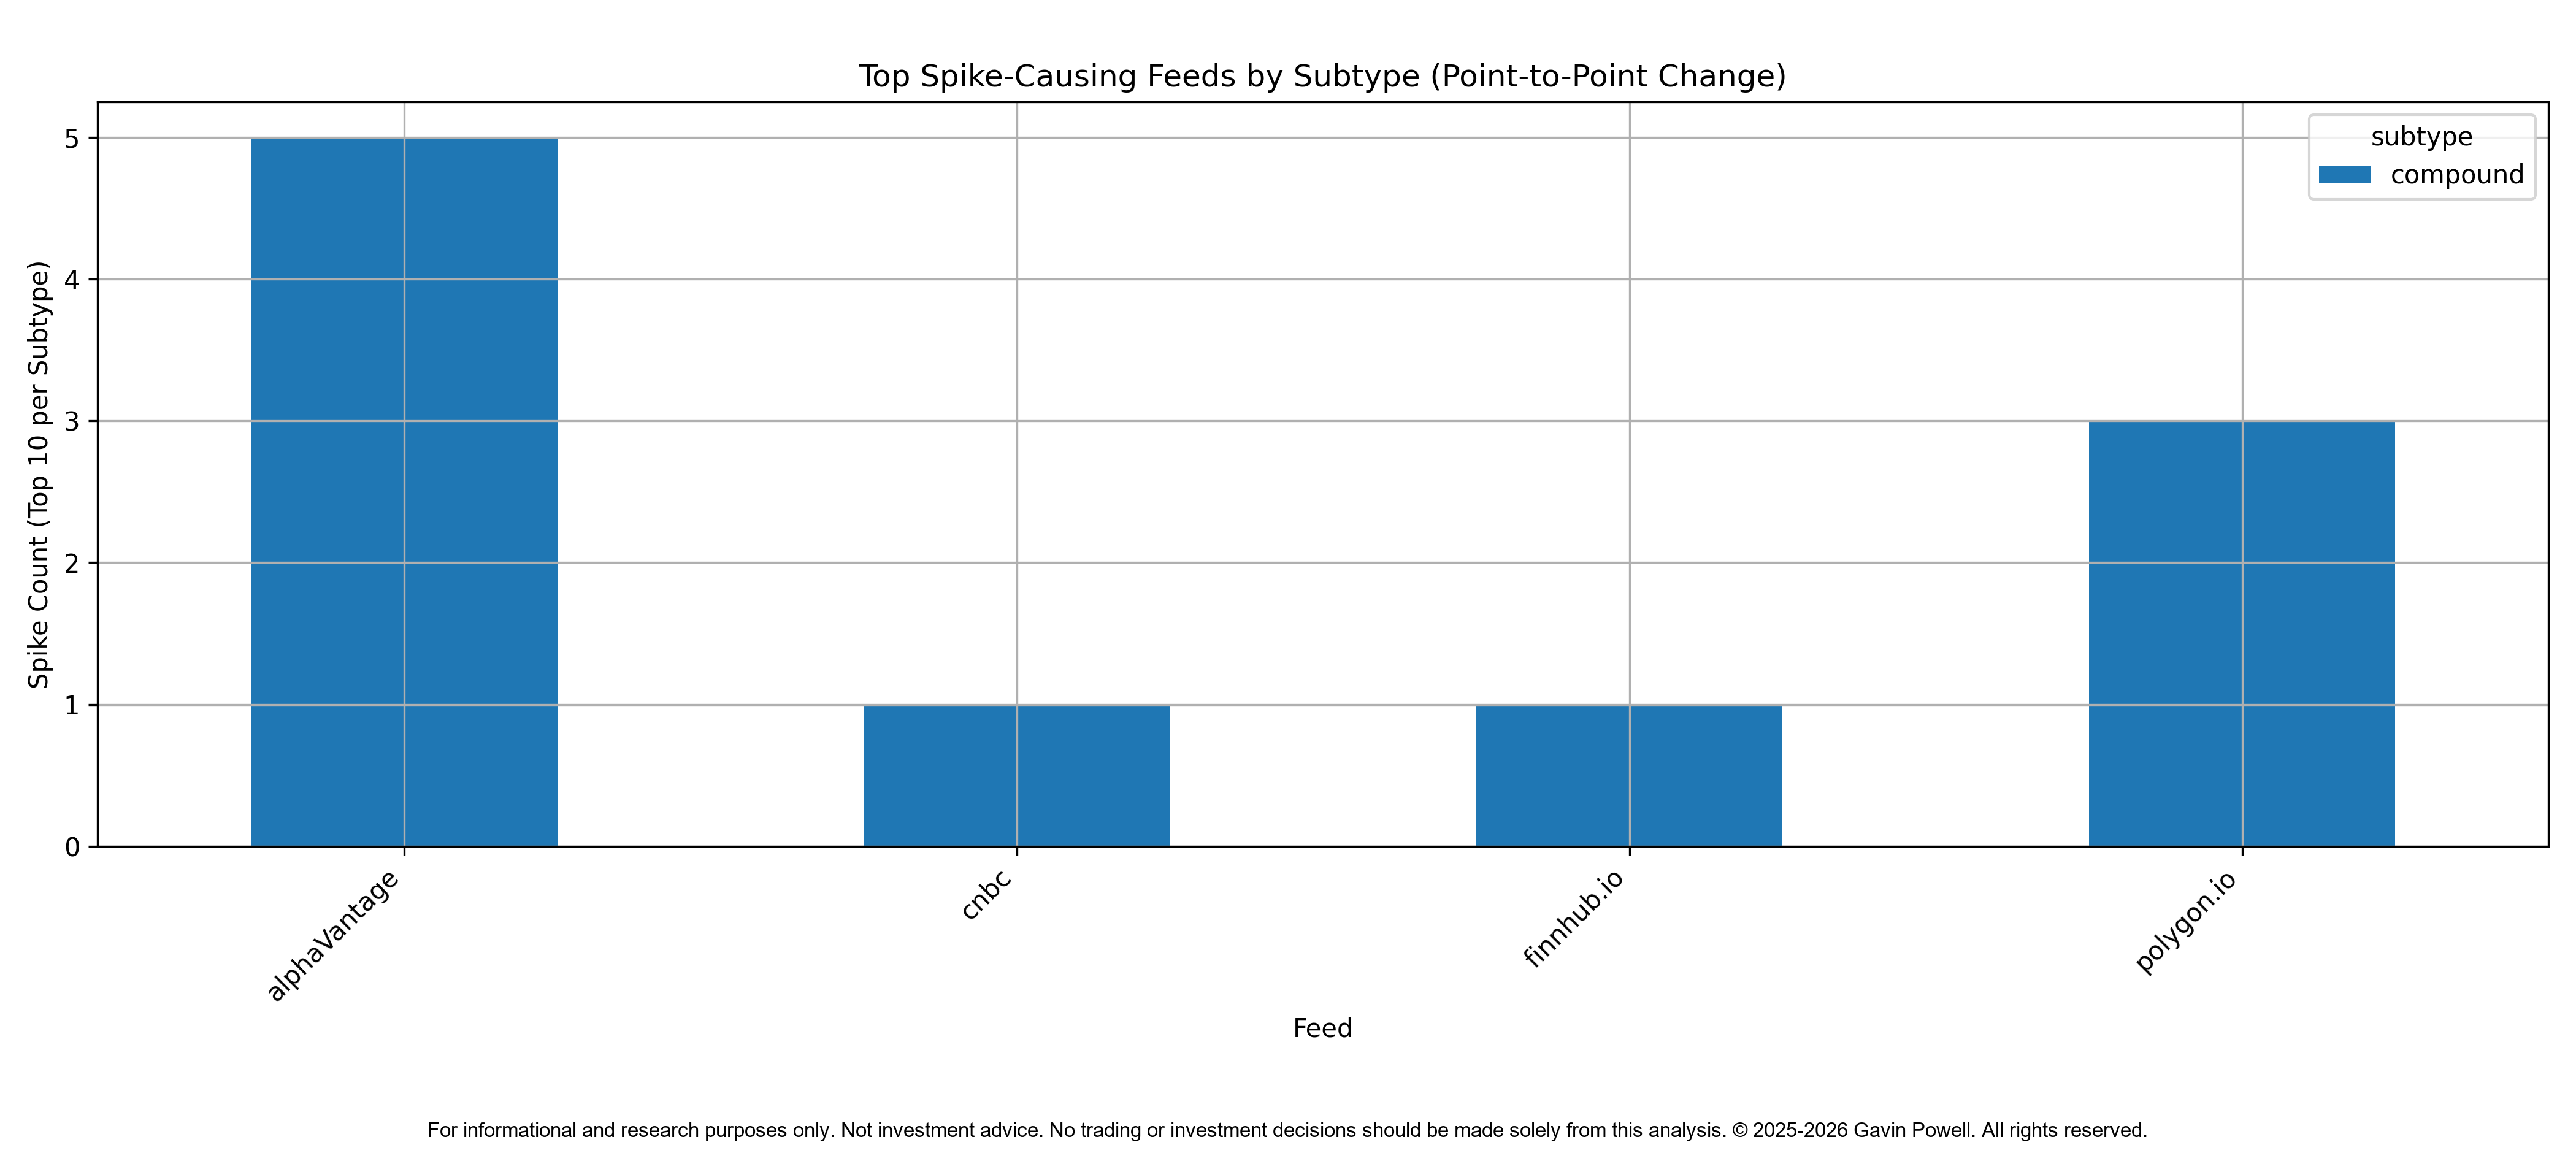 Top Spike-Causing Feeds by Subtype (Point-to-Point Change)
subtype
compound
Spike Count (Top 10 per Subtype)
5
4
3
2
1
0
alphaVantage
cnbc
finnhub.io
polygon.io
Feed
For informational and research purposes only. Not investment advice. No trading or investment decisions should be made solely from this analysis. © 2025-2026 Gavin Powell. All rights reserved.